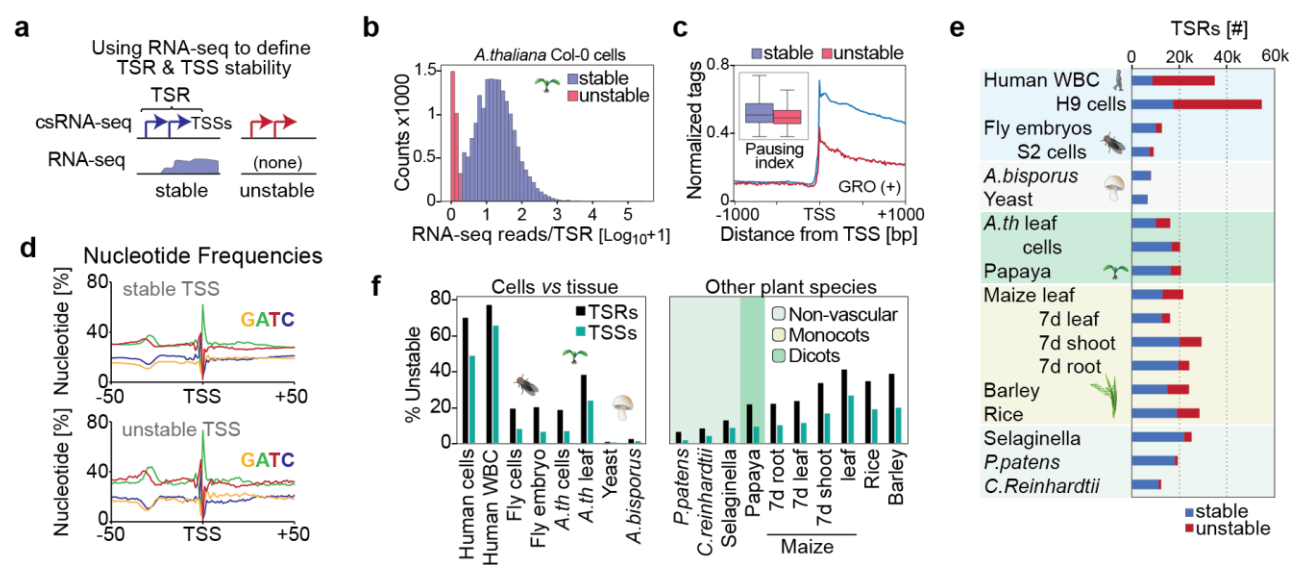 a
Using RNA-seq to define
TSR & TSS stability
TSR
csRNA-seq
TSSs
RNA-seq
(none)
stable
unstable
b
A.thaliana Col-0 cells
stable
unstable
Counts x1000
1.5
1.0
0.5
0
0 1 2 3 4 5
RNA-seq reads/TSR [Log10+1]
c
stable unstable
Normalized tags
0.8
0.4
0
Pausing
index
GRO (+)
-1000 TSS +1000
Distance from TSS [bp]
d
Nucleotide Frequencies
Nucleotide [%]
80
40
0
stable TSS
GATC
-50 TSS +50
Nucleotide [%]
80
40
0
unstable TSS
GATC
-50 TSS +50
e
TSRs [#]
0 20k 40k 60k
Human WBC
H9 cells
Fly embryos
S2 cells
A.bisporus
Yeast
A.th leaf
cells
Papaya
Maize leaf
7d leaf
7d shoot
7d root
Barley
Rice
Selaginella
P.patens
C.Reinhardtii
stable
unstable
f
Cells vs tissue
% Unstable
80
60
40
20
0
TSRs
TSSs
Human cells
Human WBC
Fly cells
Fly embryo
A.th cells
A.th leaf
Yeast
A.bisporus
Other plant species
Non-vascular
Monocots
Dicots
P.patens
C.reinhardtii
Selaginella
Papaya
7d root
7d leaf
7d shoot
leaf
Rice
Barley
Maize